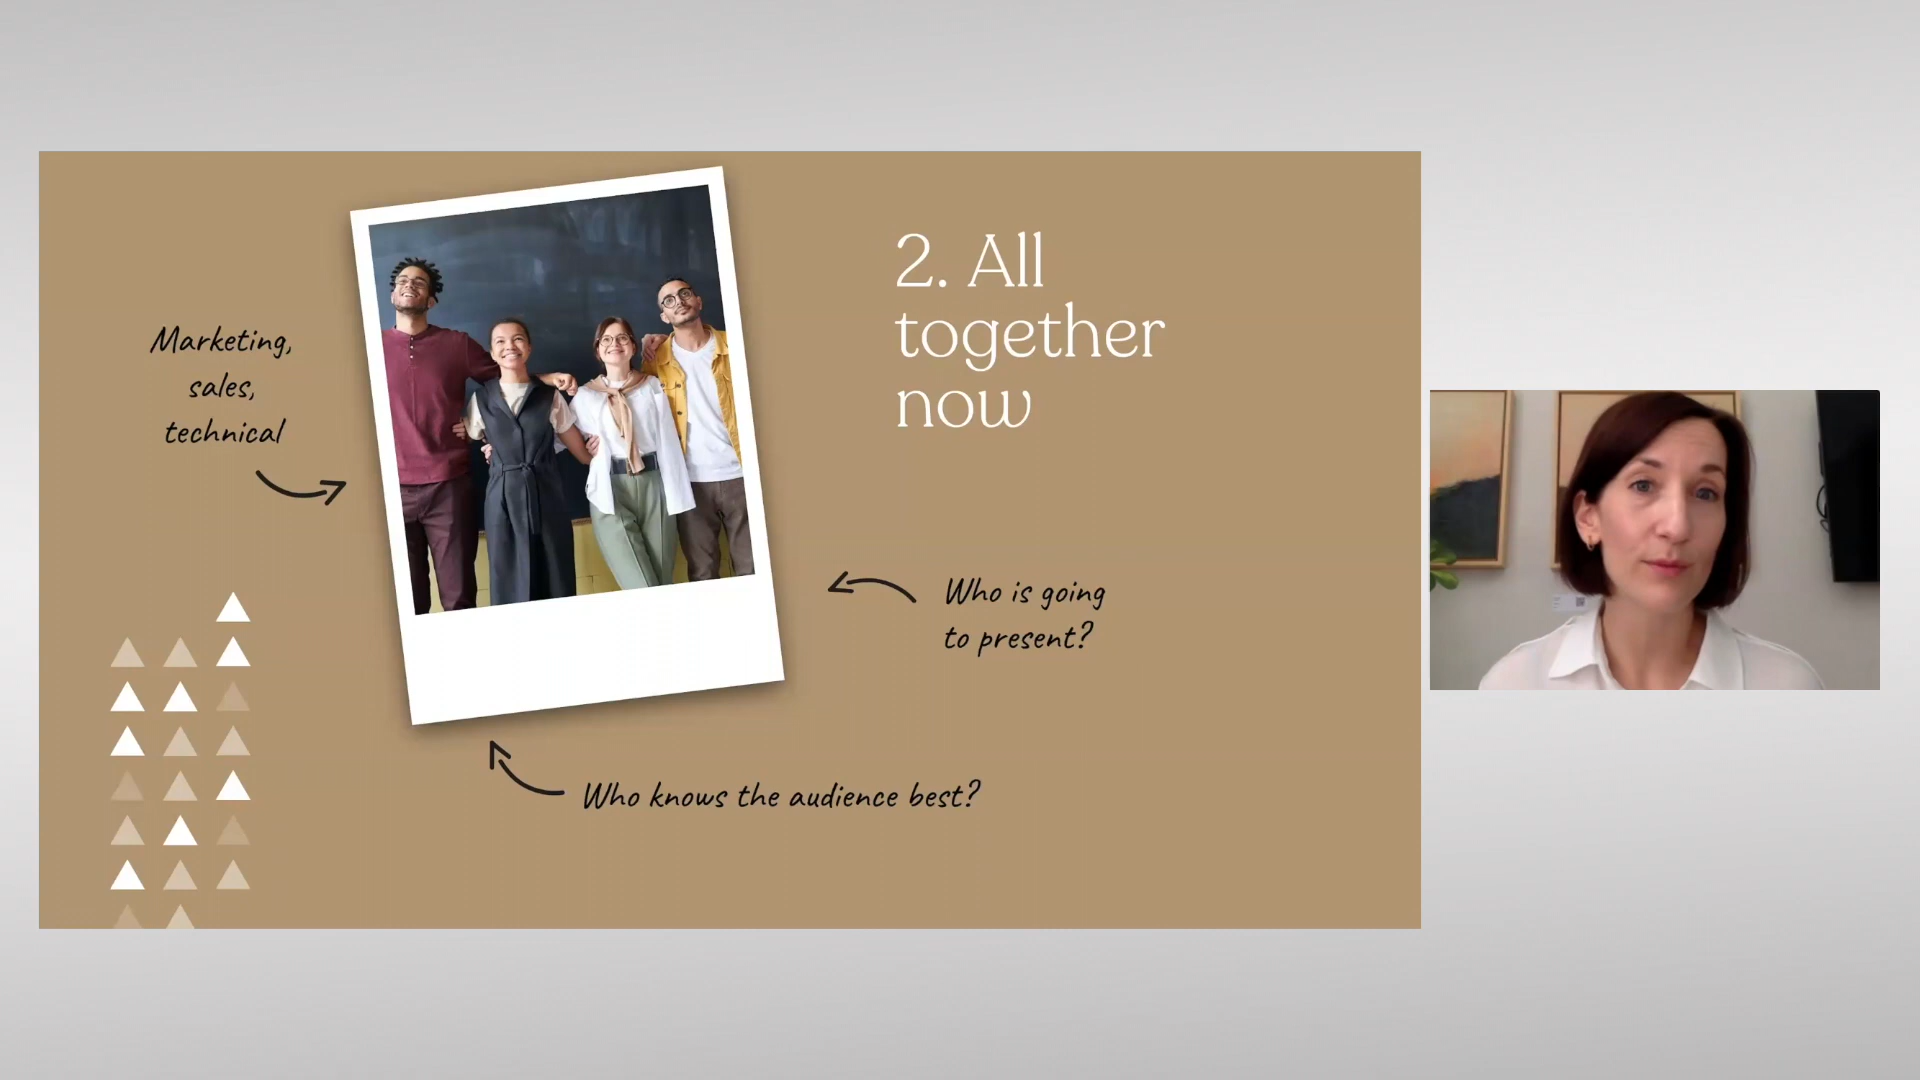 2. All
together
now
Marketing,
sales,
technical
Who is going
to present?
Who knows the audience best?